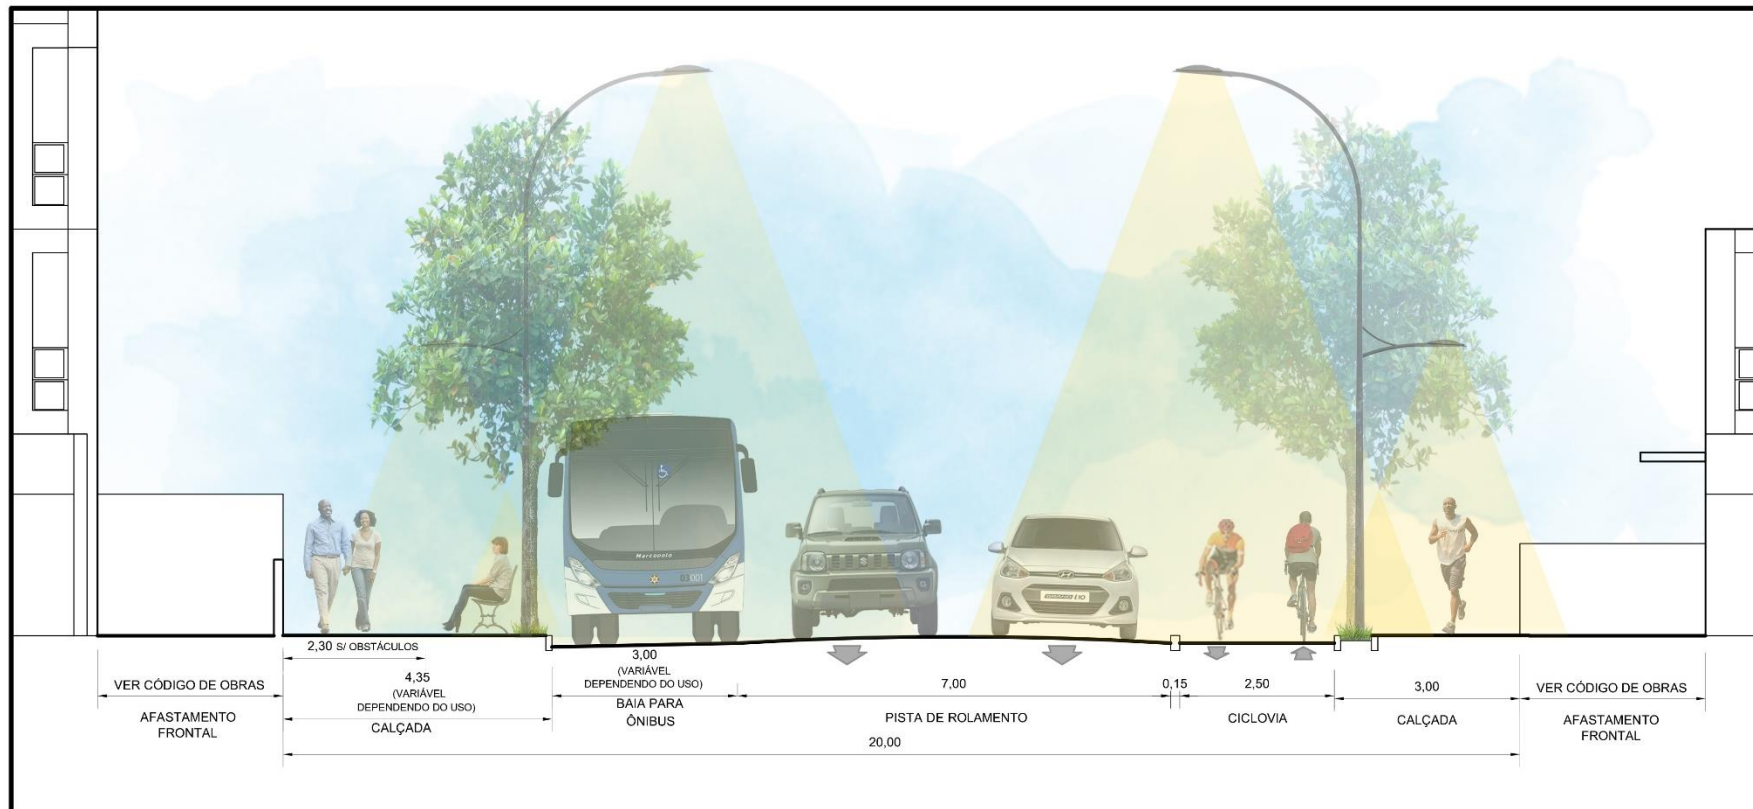 Marcopolo
03001
i10
2,30 S/ OBSTÁCULOS
VER CÓDIGO DE OBRAS
AFASTAMENTO
FRONTAL
4,35
(VARIÁVEL
DEPENDENDO DO USO)
CALÇADA
3,00
(VARIÁVEL
DEPENDENDO DO USO)
BAIA PARA
ÔNIBUS
7,00
PISTA DE ROLAMENTO
0,15
2,50
CICLOVIA
3,00
CALÇADA
VER CÓDIGO DE OBRAS
AFASTAMENTO
FRONTAL
20,00